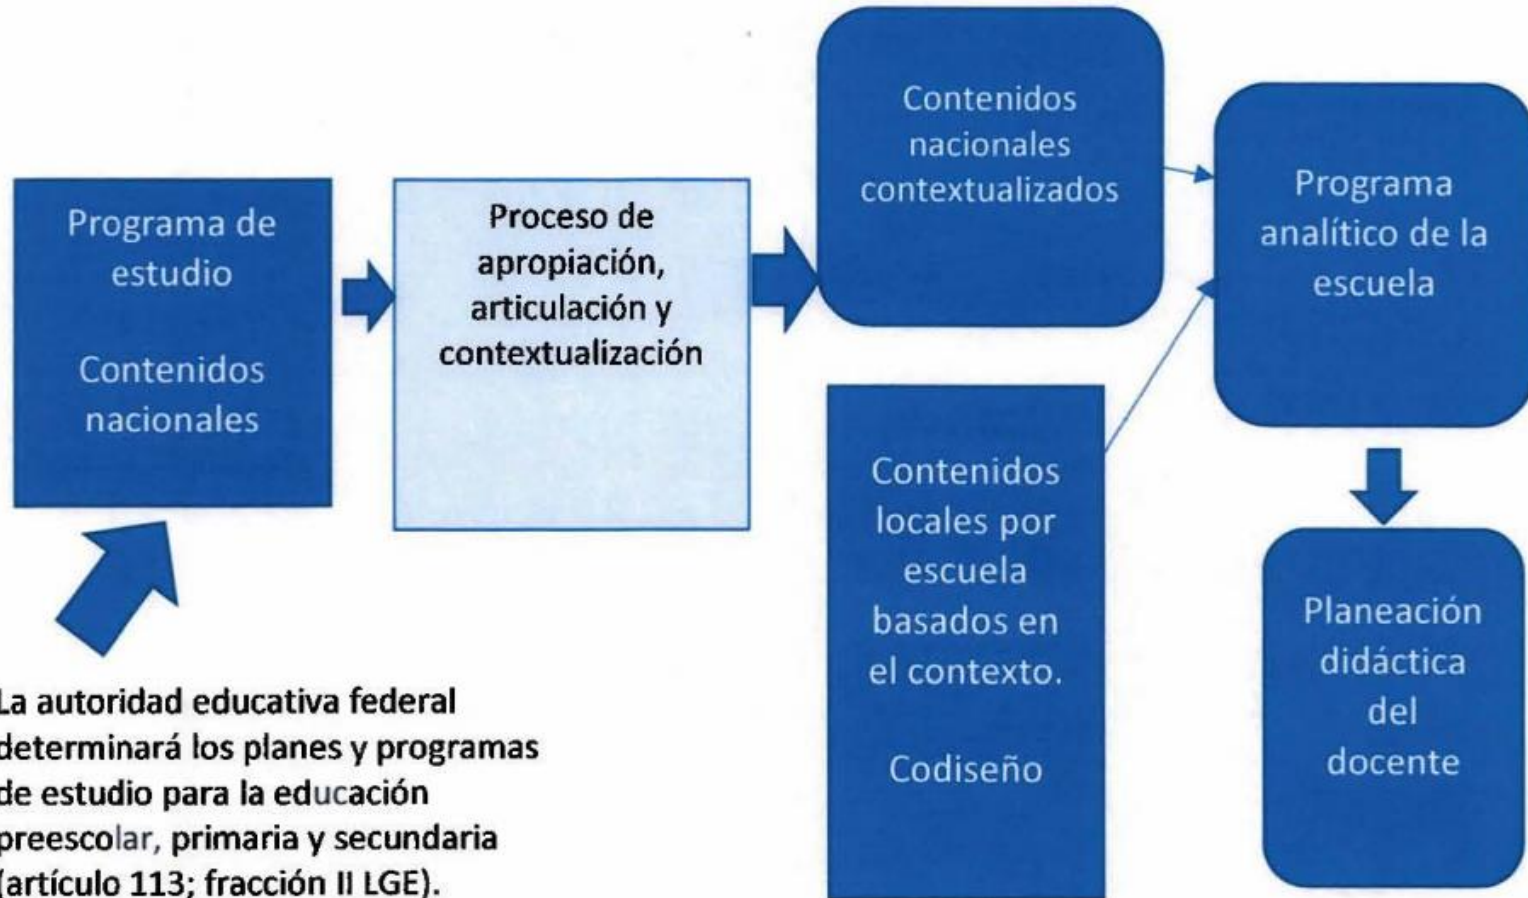 Programa de
estudio
Contenidos
nacionales
Proceso de
apropiación,
articulación y
contextualización
Contenidos
nacionales
contextualizados
Programa
analítico de la
escuela
Contenidos
locales por
escuela
basados en
el contexto.
Codiseño
Planeación
didáctica
del
docente
La autoridad educativa federal
determinará los planes y programas
de estudio para la educación
preescolar, primaria y secundaria
(artículo 113; fracción II LGE).